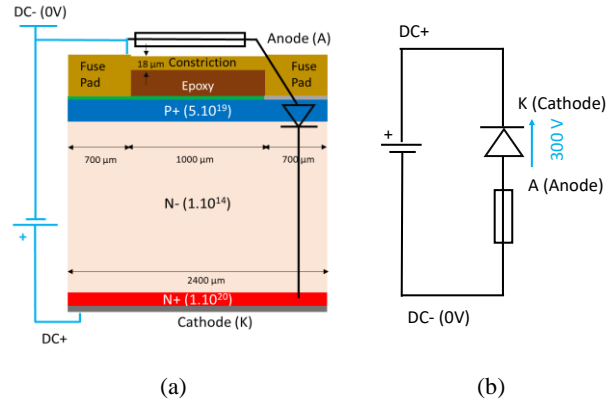 DC- (0V)
Anode (A)
Fuse
Pad
18 µm
Constriction
Fuse
Pad
Epoxy
P+ (5.10¹⁹)
700 µm
1000 µm
700 µm
N- (1.10¹⁴)
+
2400 µm
N+ (1.10²⁰)
Cathode (K)
DC+
(a)
DC+
K (Cathode)
+
300 V
A (Anode)
DC- (0V)
(b)